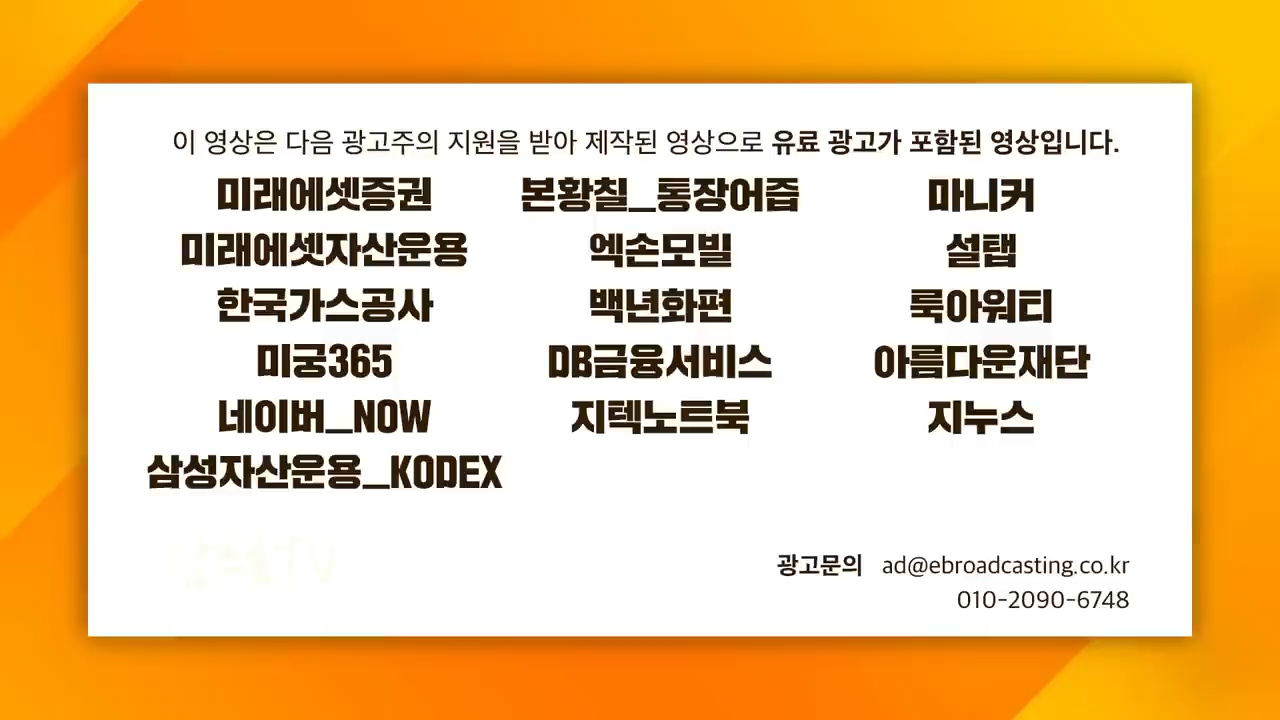 이 영상은 다음 광고주의 지원을 받아 제작된 영상으로 유료 광고가 포함된 영상입니다.
미래에셋증권 본황칠_통장어즙 마니커
미래에셋자산운용 엑손모빌 설탭
한국가스공사 백년화편 룩아워티
미궁365 DB금융서비스 아름다운재단
네이버_NOW 지텍노트북 지누스
삼성자산운용_KODEX
광고문의 ad@ebroadcasting.co.kr
010-2090-6748